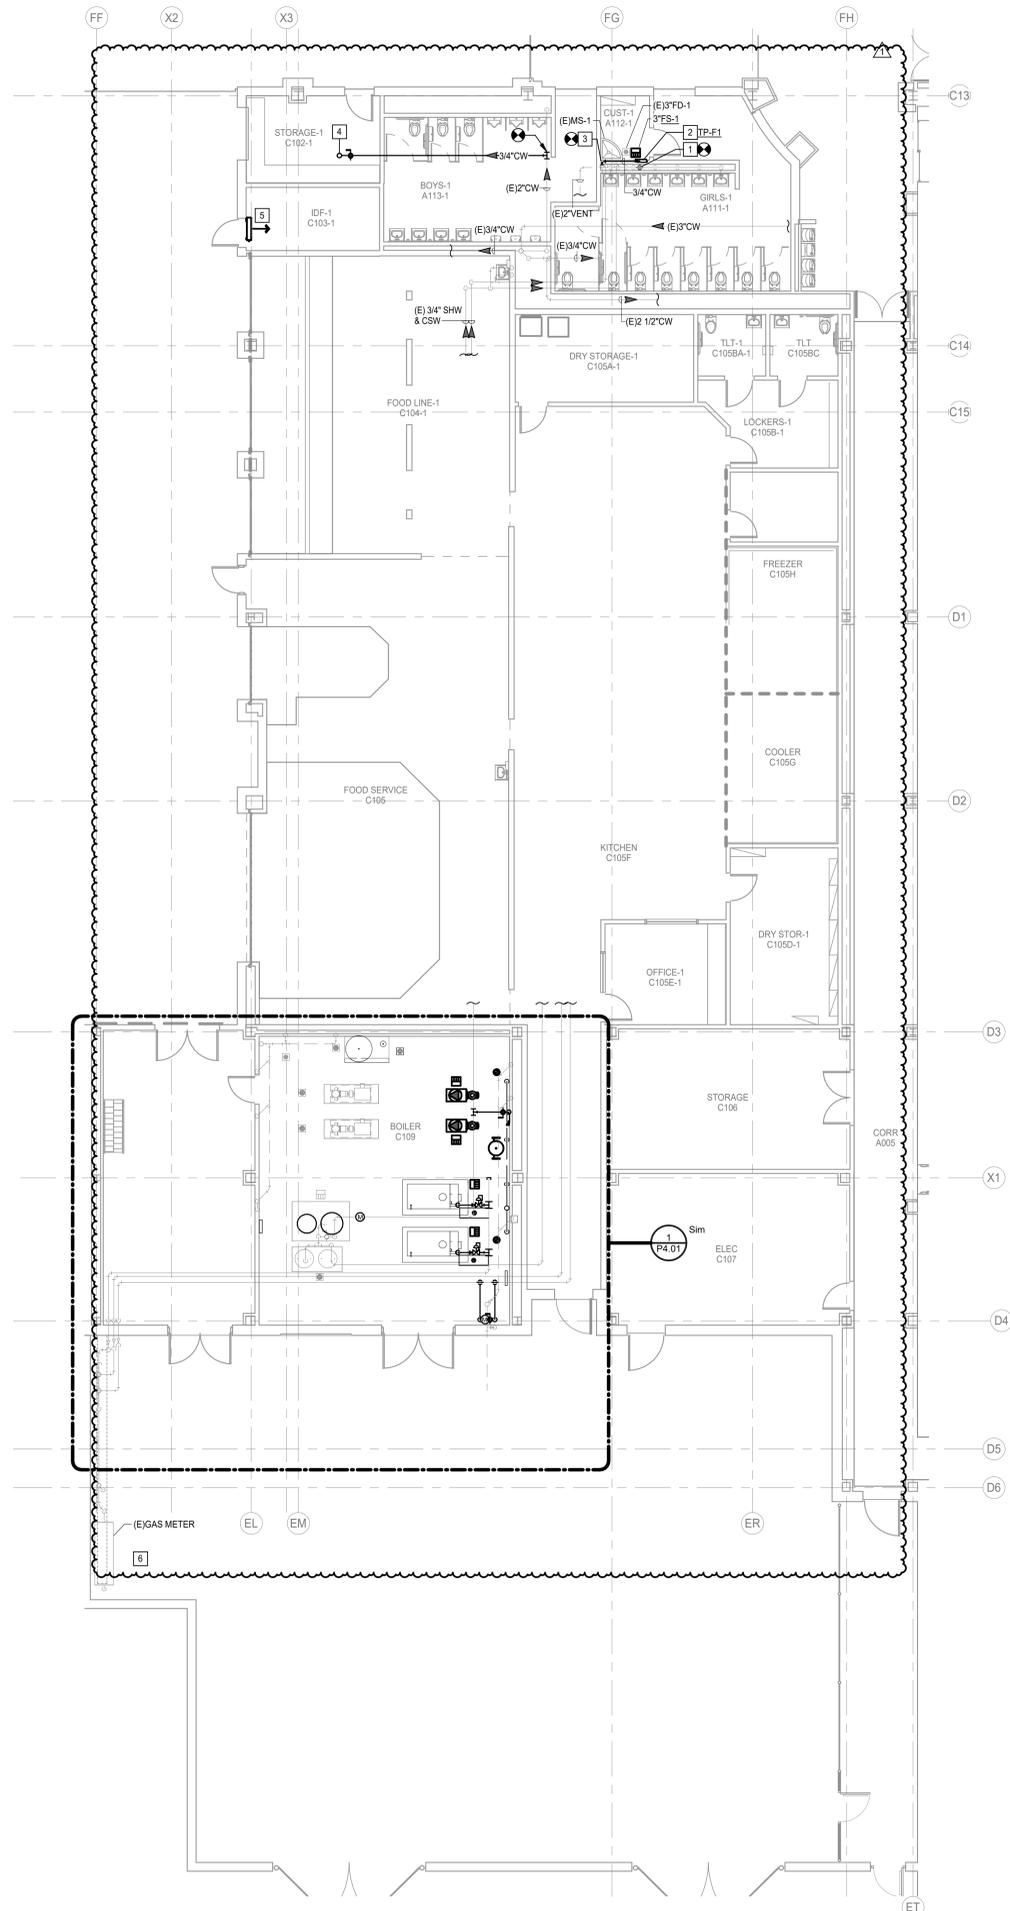 FF
X2
X3
FG
FH
1
C13
STORAGE-1
C102-1
4
3/4"CW
(E)MS-1
3
CUST-1
A112-1
(E)3"FD-1
3"FS-1
2
TP-F1
1
BOYS-1
A113-1
(E)2"CW
3/4"CW
GIRLS-1
A111-1
5
IDF-1
C103-1
(E)2"VENT
(E)3"CW
(E)3/4"CW
(E)3/4"CW
(E) 3/4" SHW
& CSW
(E)2 1/2"CW
DRY STORAGE-1
C105A-1
TLT-1
C105BA-1
TLT
C105BC
C14
FOOD LINE-1
C104-1
LOCKERS-1
C105B-1
C15
FREEZER
C105H
D1
COOLER
C105G
FOOD SERVICE
C105
D2
KITCHEN
C105F
DRY STOR-1
C105D-1
OFFICE-1
C105E-1
D3
STORAGE
C106
BOILER
C109
CORR
A005
X1
M
1
P4.01
Sim
ELEC
C107
D4
D5
D6
(E)GAS METER
EL
EM
ER
6
ET